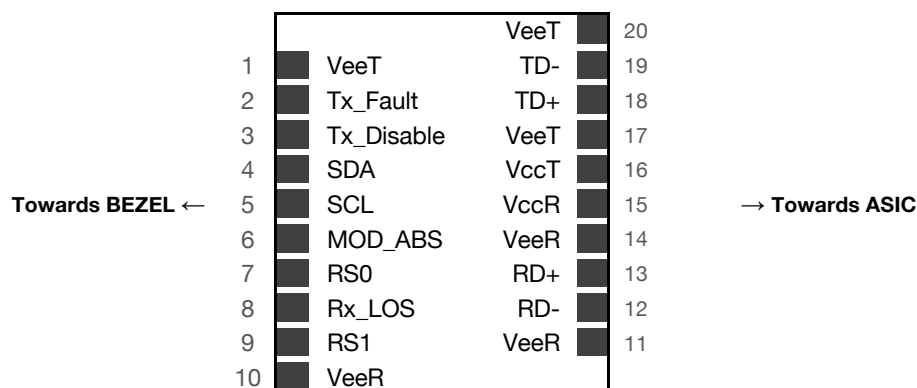 VeeT 20
1 VeeT TD- 19
2 Tx_Fault TD+ 18
3 Tx_Disable VeeT 17
4 SDA VccT 16
Towards BEZEL ← 5 SCL VccR 15 → Towards ASIC
6 MOD_ABS VeeR 14
7 RS0 RD+ 13
8 Rx_LOS RD- 12
9 RS1 VeeR 11
10 VeeR